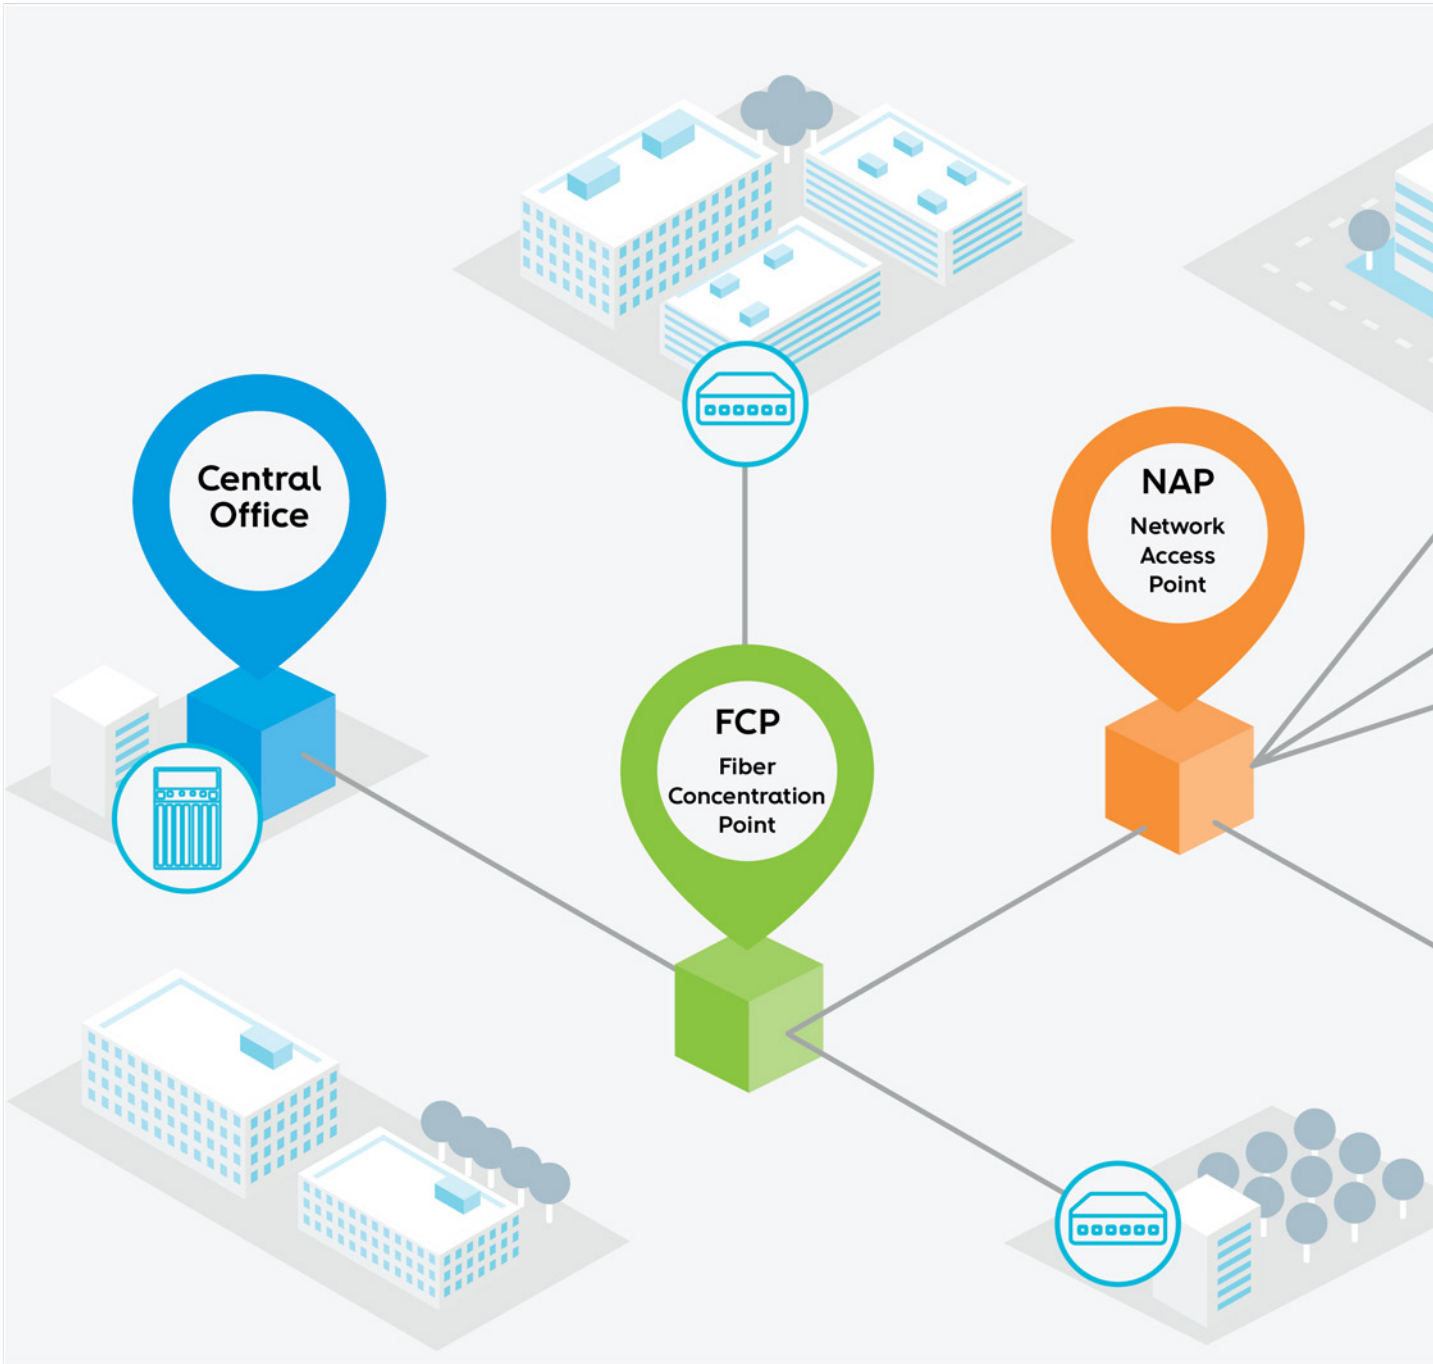 Central
Office
NAP
Network
Access
Point
FCP
Fiber
Concentration
Point